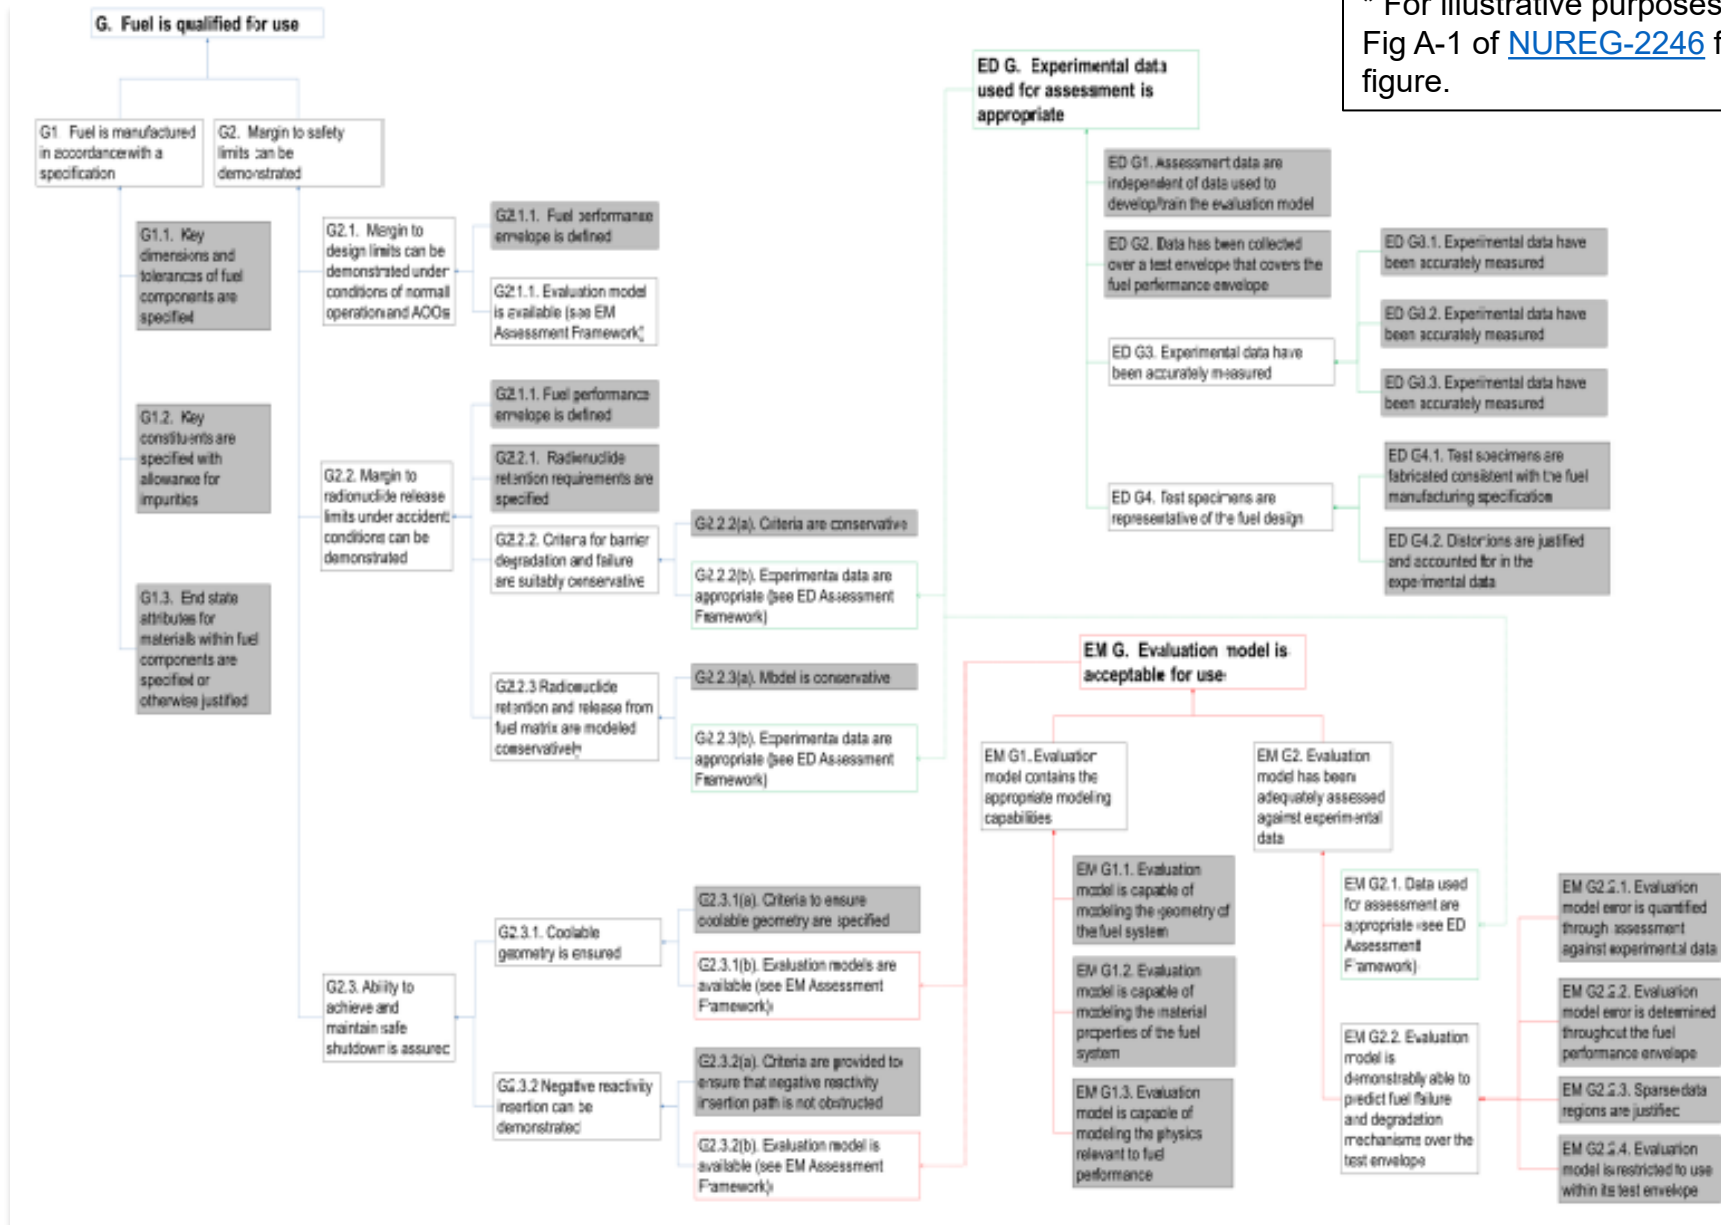 * For illustrative purposes
Fig A-1 of NUREG-2246 f
figure.
G. Fuel is qualified for use
G1. Fuel is manufactured
in accordance with a
specification
G2. Margin to safety
limits can be
demonstrated
G1.1. Key
dimensions and
tolerances of fuel
components are
specified
G1.2. Key
constituents are
specified with
allowance for
impurities
G1.3. End state
attributes for
materials within fuel
components are
specified or
otherwise justified
G2.1. Margin to
design limits can be
demonstrated under
conditions of normal
operation and AOOs
G2.1.1. Fuel performance
envelope is defined
G2.1.1. Evaluation model
is available (see EM
Assessment Framework)
G2.2. Margin to
radionuclide release
limits under accident
conditions can be
demonstrated
G2.1.1. Fuel performance
envelope is defined
G2.2.1. Radionuclide
retention requirements are
specified
G2.2.2. Criteria for barrier
degradation and failure
are suitably conservative
G2.2.2(a). Criteria are conservative
G2.2.2(b). Experimental data are
appropriate (see ED Assessment
Framework)
G2.2.3 Radionuclide
retention and release from
fuel matrix are modeled
conservatively
G2.2.3(a). Model is conservative
G2.2.3(b). Experimental data are
appropriate (see ED Assessment
Framework)
G2.3. Ability to
achieve and
maintain safe
shutdown is assured
G2.3.1. Coolable
geometry is ensured
G2.3.1(a). Criteria to ensure
coolable geometry are specified
G2.3.1(b). Evaluation models are
available (see EM Assessment
Framework)
G2.3.2 Negative reactivity
insertion can be
demonstrated
G2.3.2(a). Criteria are provided to
ensure that negative reactivity
insertion path is not obstructed
G2.3.2(b). Evaluation model is
available (see EM Assessment
Framework)
ED G. Experimental data
used for assessment is
appropriate
ED G1. Assessment data are
independent of data used to
develop/train the evaluation model
ED G2. Data has been collected
over a test envelope that covers the
fuel performance envelope
ED G3. Experimental data have
been accurately measured
ED G3.1. Experimental data have
been accurately measured
ED G3.2. Experimental data have
been accurately measured
ED G3.3. Experimental data have
been accurately measured
ED G4. Test specimens are
representative of the fuel design
ED G4.1. Test specimens are
fabricated consistent with the fuel
manufacturing specification
ED G4.2. Distortions are justified
and accounted for in the
experimental data
EM G. Evaluation model is
acceptable for use
EM G1. Evaluation
model contains the
appropriate modeling
capabilities
EM G1.1. Evaluation
model is capable of
modeling the geometry of
the fuel system
EM G1.2. Evaluation
model is capable of
modeling the material
properties of the fuel
system
EM G1.3. Evaluation
model is capable of
modeling the physics
relevant to fuel
performance
EM G2. Evaluation
model has been
adequately assessed
against experimental
data
EM G2.1. Data used
for assessment are
appropriate (see ED
Assessment
Framework)
EM G2.2. Evaluation
model is
demonstrably able to
predict fuel failure
and degradation
mechanisms over the
test envelope
EM G2.2.1. Evaluation
model error is quantified
through assessment
against experimental data
EM G2.2.2. Evaluation
model error is determined
throughout the fuel
performance envelope
EM G2.2.3. Sparse data
regions are justified
EM G2.2.4. Evaluation
model is restricted to use
within its test envelope